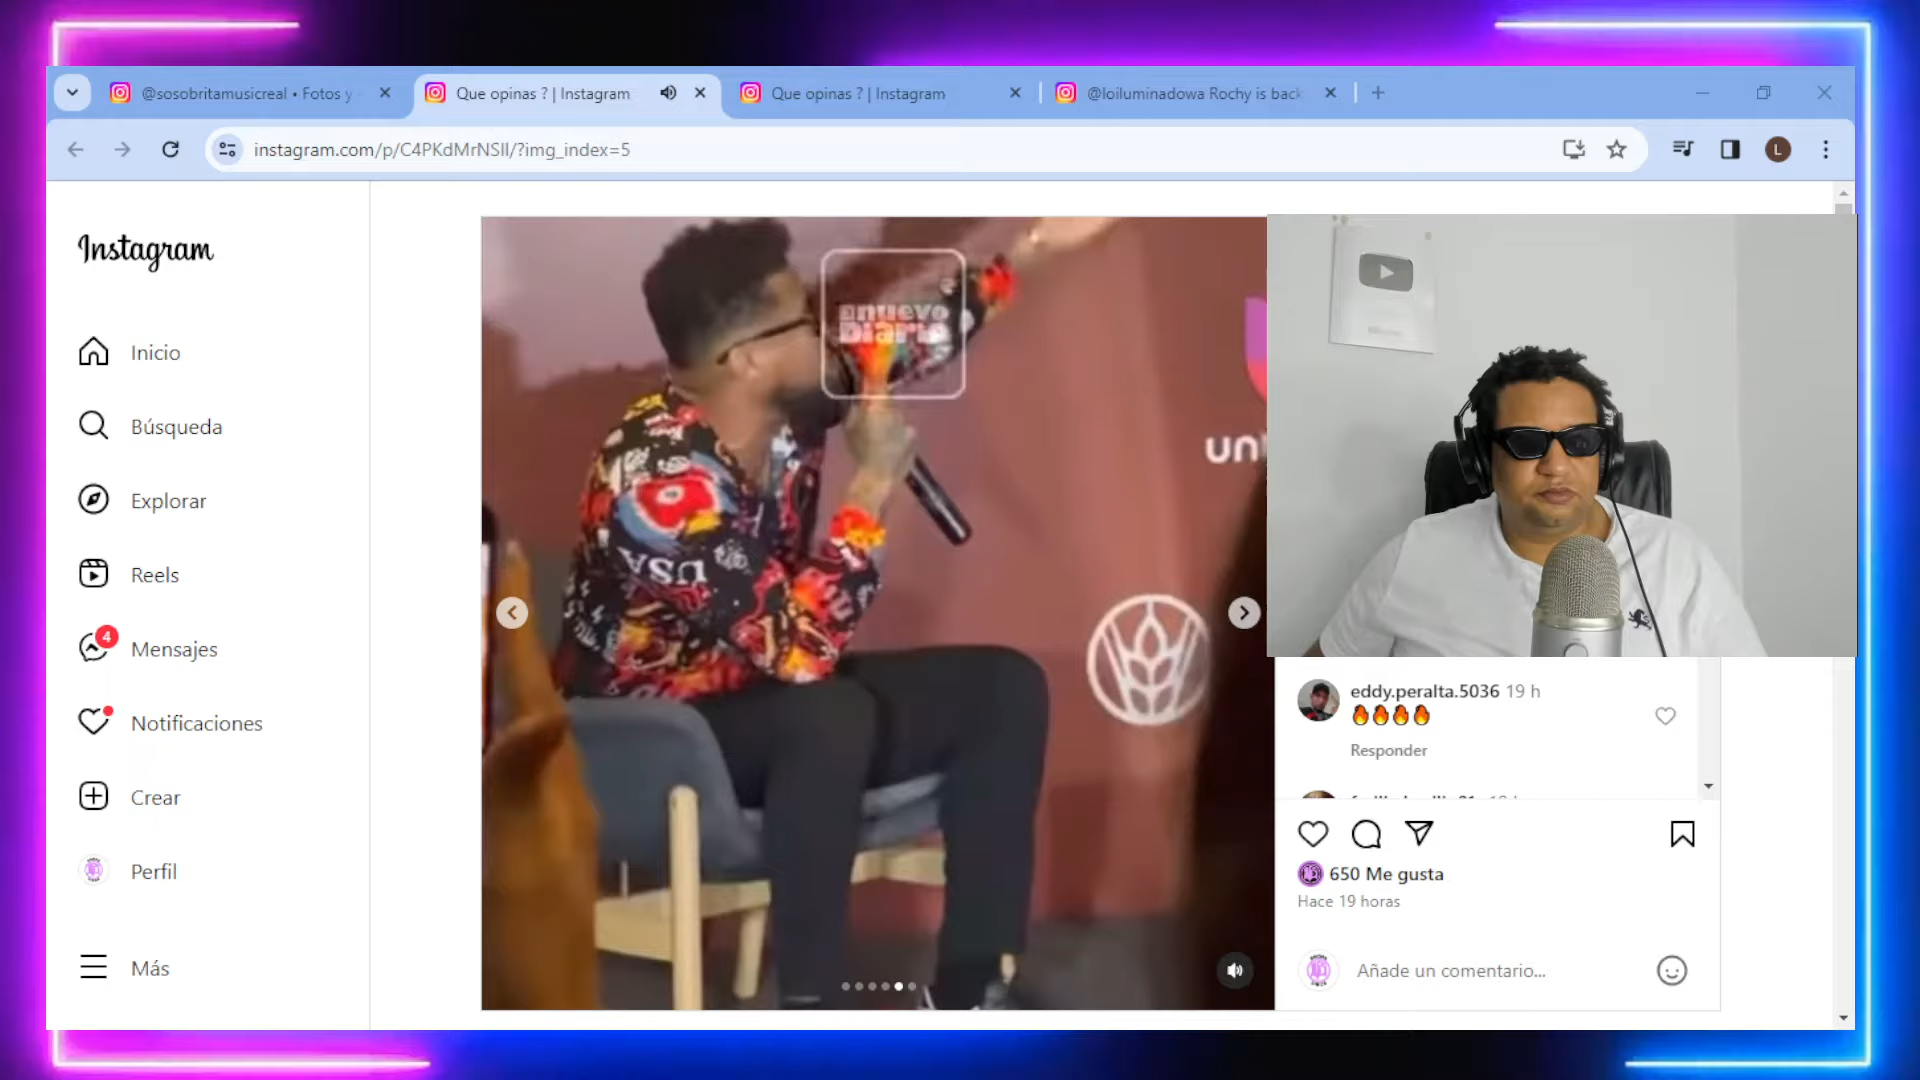 @sosobritamusicreal • Fotos y
Que opinas ? | Instagram
Que opinas ? | Instagram
@loiluminadowa Rochy is back
instagram.com/p/C4PKdMrNSlI/?img_index=5
L
Instagram
Inicio
Búsqueda
Explorar
Reels
4
Mensajes
Notificaciones
Crear
Perfil
Más
anuevo
Diario
USA
uni
eddy.peralta.5036 19 h
🔥🔥🔥🔥
Responder
650 Me gusta
Hace 19 horas
Añade un comentario...